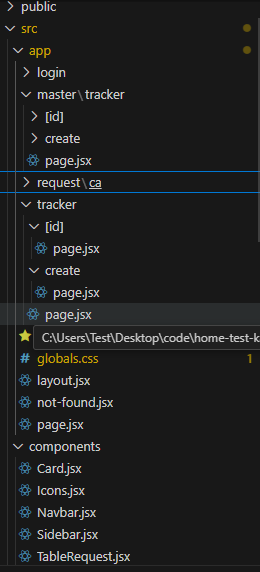 public
src
app
login
master\tracker
[id]
create
page.jsx
request\ca
tracker
[id]
page.jsx
create
page.jsx
page.jsx
C:\Users\Test\Desktop\code\home-test-k
# globals.css 1
layout.jsx
not-found.jsx
page.jsx
components
Card.jsx
Icons.jsx
Navbar.jsx
Sidebar.jsx
TableRequest.jsx